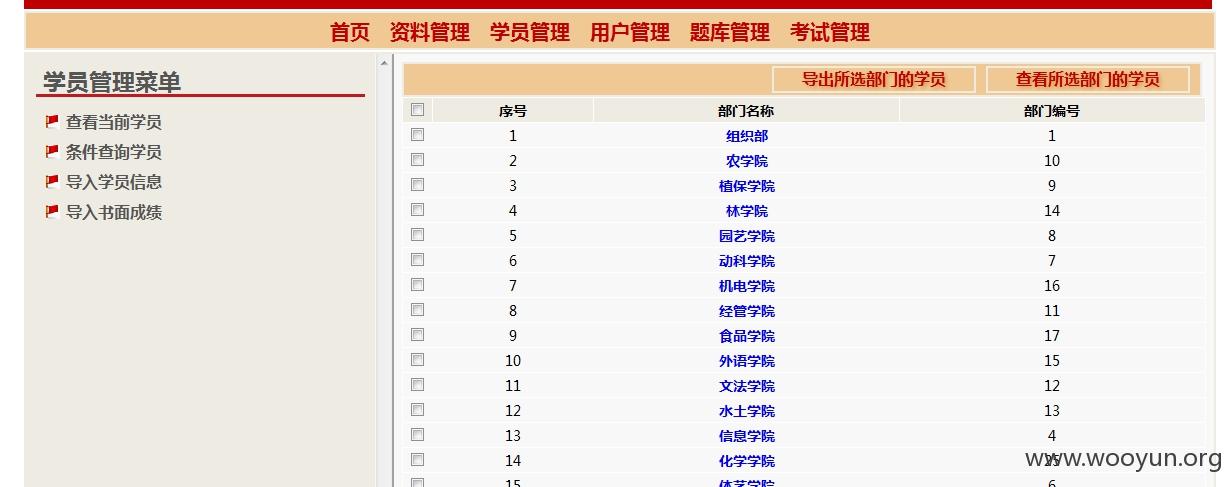 首页 资料管理 学员管理 用户管理 题库管理 考试管理
学员管理菜单
查看当前学员
条件查询学员
导入学员信息
导入书面成绩
导出所选部门的学员 查看所选部门的学员
序号 部门名称 部门编号
1 组织部 1
2 农学院 10
3 植保学院 9
4 林学院 14
5 园艺学院 8
6 动科学院 7
7 机电学院 16
8 经管学院 11
9 食品学院 17
10 外语学院 15
11 文法学院 12
12 水土学院 13
13 信息学院 4
14 化学学院 25
15 体艺学院 6
www.wooyun.org